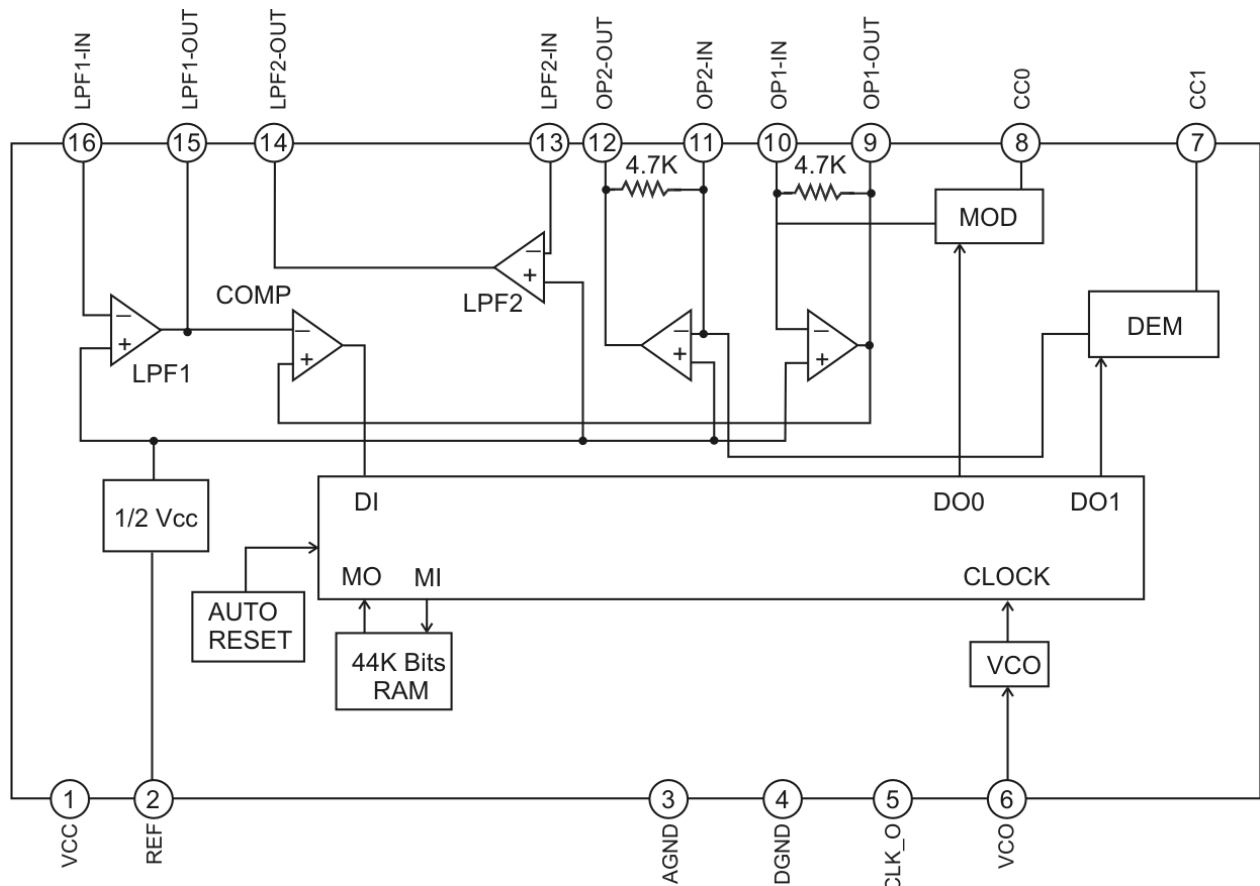 LPF1-IN
LPF1-OUT
LPF2-OUT
LPF2-IN
OP2-OUT
OP2-IN
OP1-IN
OP1-OUT
CC0
CC1
16
15
14
13
12
11
10
9
8
7
4.7K
4.7K
MOD
−
+
LPF2
COMP
DEM
−
+
LPF1
−
+
−
+
−
+
1/2 Vcc
DI
DO0
DO1
MO
MI
CLOCK
AUTO
RESET
44K Bits
RAM
VCO
1
2
3
4
5
6
VCC
REF
AGND
DGND
CLK_O
VCO